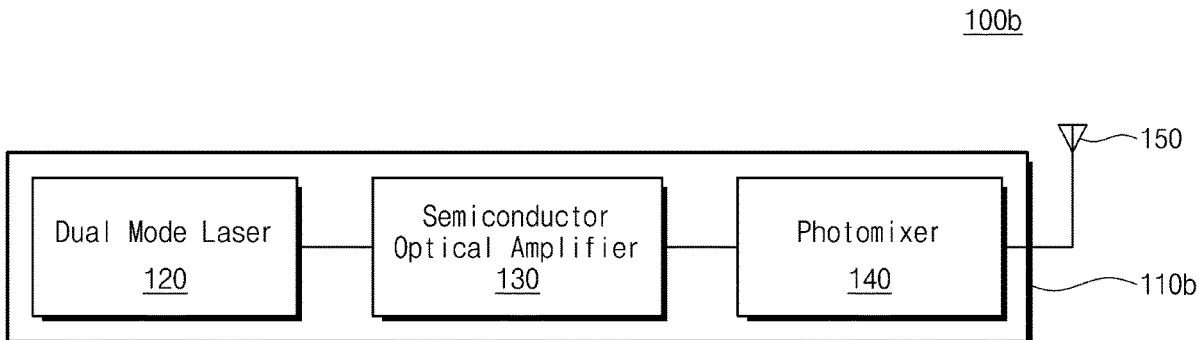 100b
150
Dual Mode Laser
120
Semiconductor
Optical Amplifier
130
Photomixer
140
110b